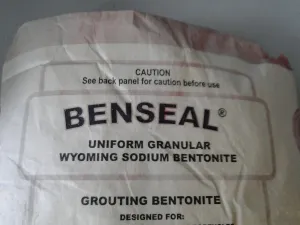 CAUTION
See back panel for caution before use
BENSEAL®
UNIFORM GRANULAR
WYOMING SODIUM BENTONITE
GROUTING BENTONITE
DESIGNED FOR: